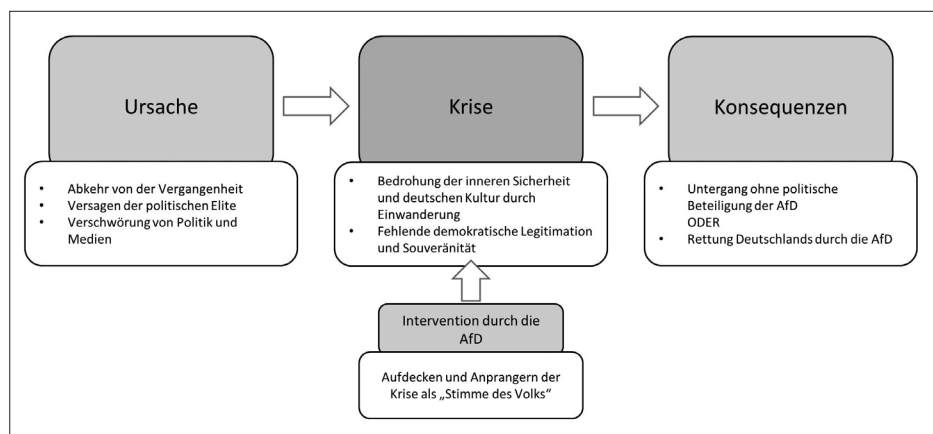 Ursache
Krise
Konsequenzen
• Abkehr von der Vergangenheit
• Versagen der politischen Elite
• Verschwörung von Politik und
Medien
• Bedrohung der inneren Sicherheit
und deutschen Kultur durch
Einwanderung
• Fehlende demokratische Legitimation
und Souveränität
• Untergang ohne politische
Beteiligung der AfD
ODER
• Rettung Deutschlands durch die AfD
Intervention durch die
AfD
Aufdecken und Anprangern der
Krise als „Stimme des Volks“